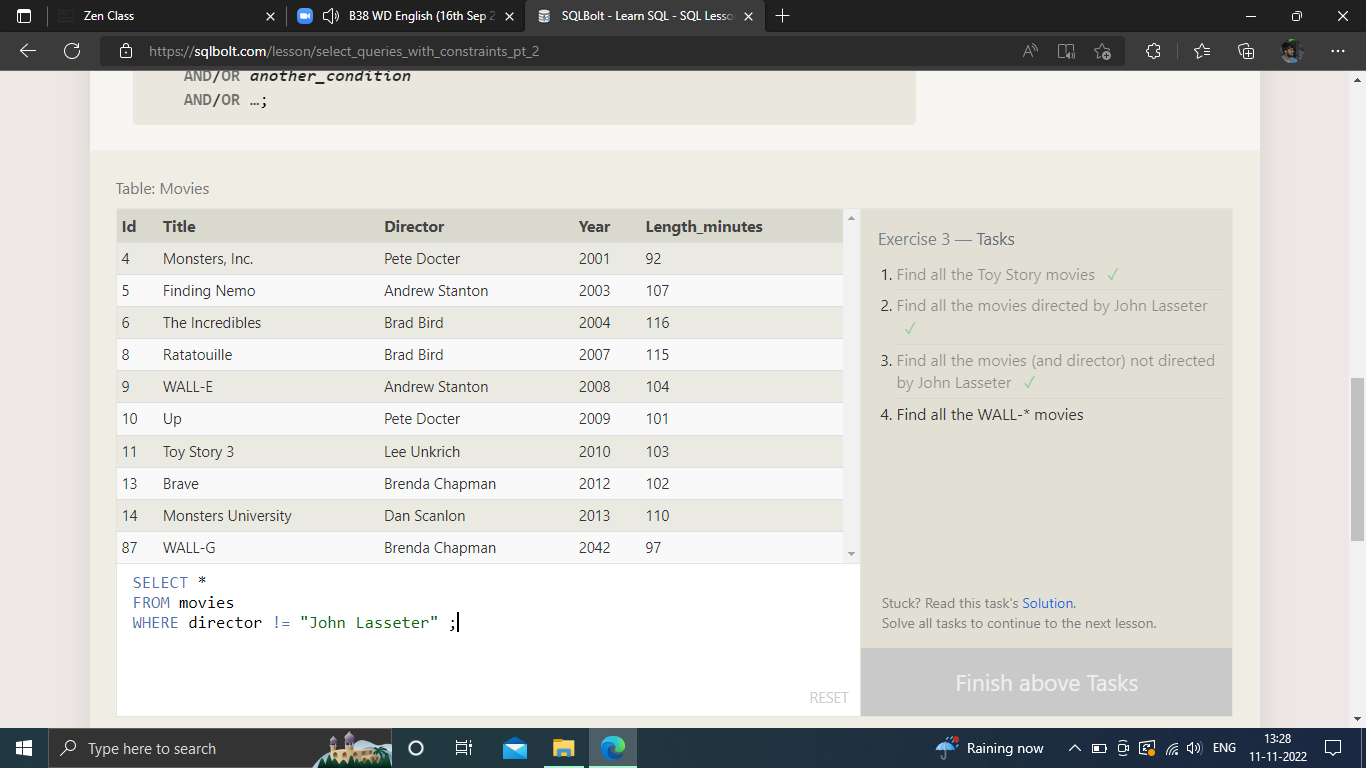 Zen Class
B38 WD English (16th Sep 2
SQLBolt - Learn SQL - SQL Lesso
https://sqlbolt.com/lesson/select_queries_with_constraints_pt_2
AND/OR another_condition
AND/OR …;
Table: Movies
Id Title Director Year Length_minutes
4 Monsters, Inc. Pete Docter 2001 92
5 Finding Nemo Andrew Stanton 2003 107
6 The Incredibles Brad Bird 2004 116
8 Ratatouille Brad Bird 2007 115
9 WALL-E Andrew Stanton 2008 104
10 Up Pete Docter 2009 101
11 Toy Story 3 Lee Unkrich 2010 103
13 Brave Brenda Chapman 2012 102
14 Monsters University Dan Scanlon 2013 110
87 WALL-G Brenda Chapman 2042 97
SELECT *
FROM movies
WHERE director != "John Lasseter" ;
RESET
Exercise 3 — Tasks
1. Find all the Toy Story movies ✓
2. Find all the movies directed by John Lasseter
✓
3. Find all the movies (and director) not directed
by John Lasseter ✓
4. Find all the WALL-* movies
Stuck? Read this task's Solution.
Solve all tasks to continue to the next lesson.
Finish above Tasks
Type here to search
Raining now
ENG
13:28
11-11-2022